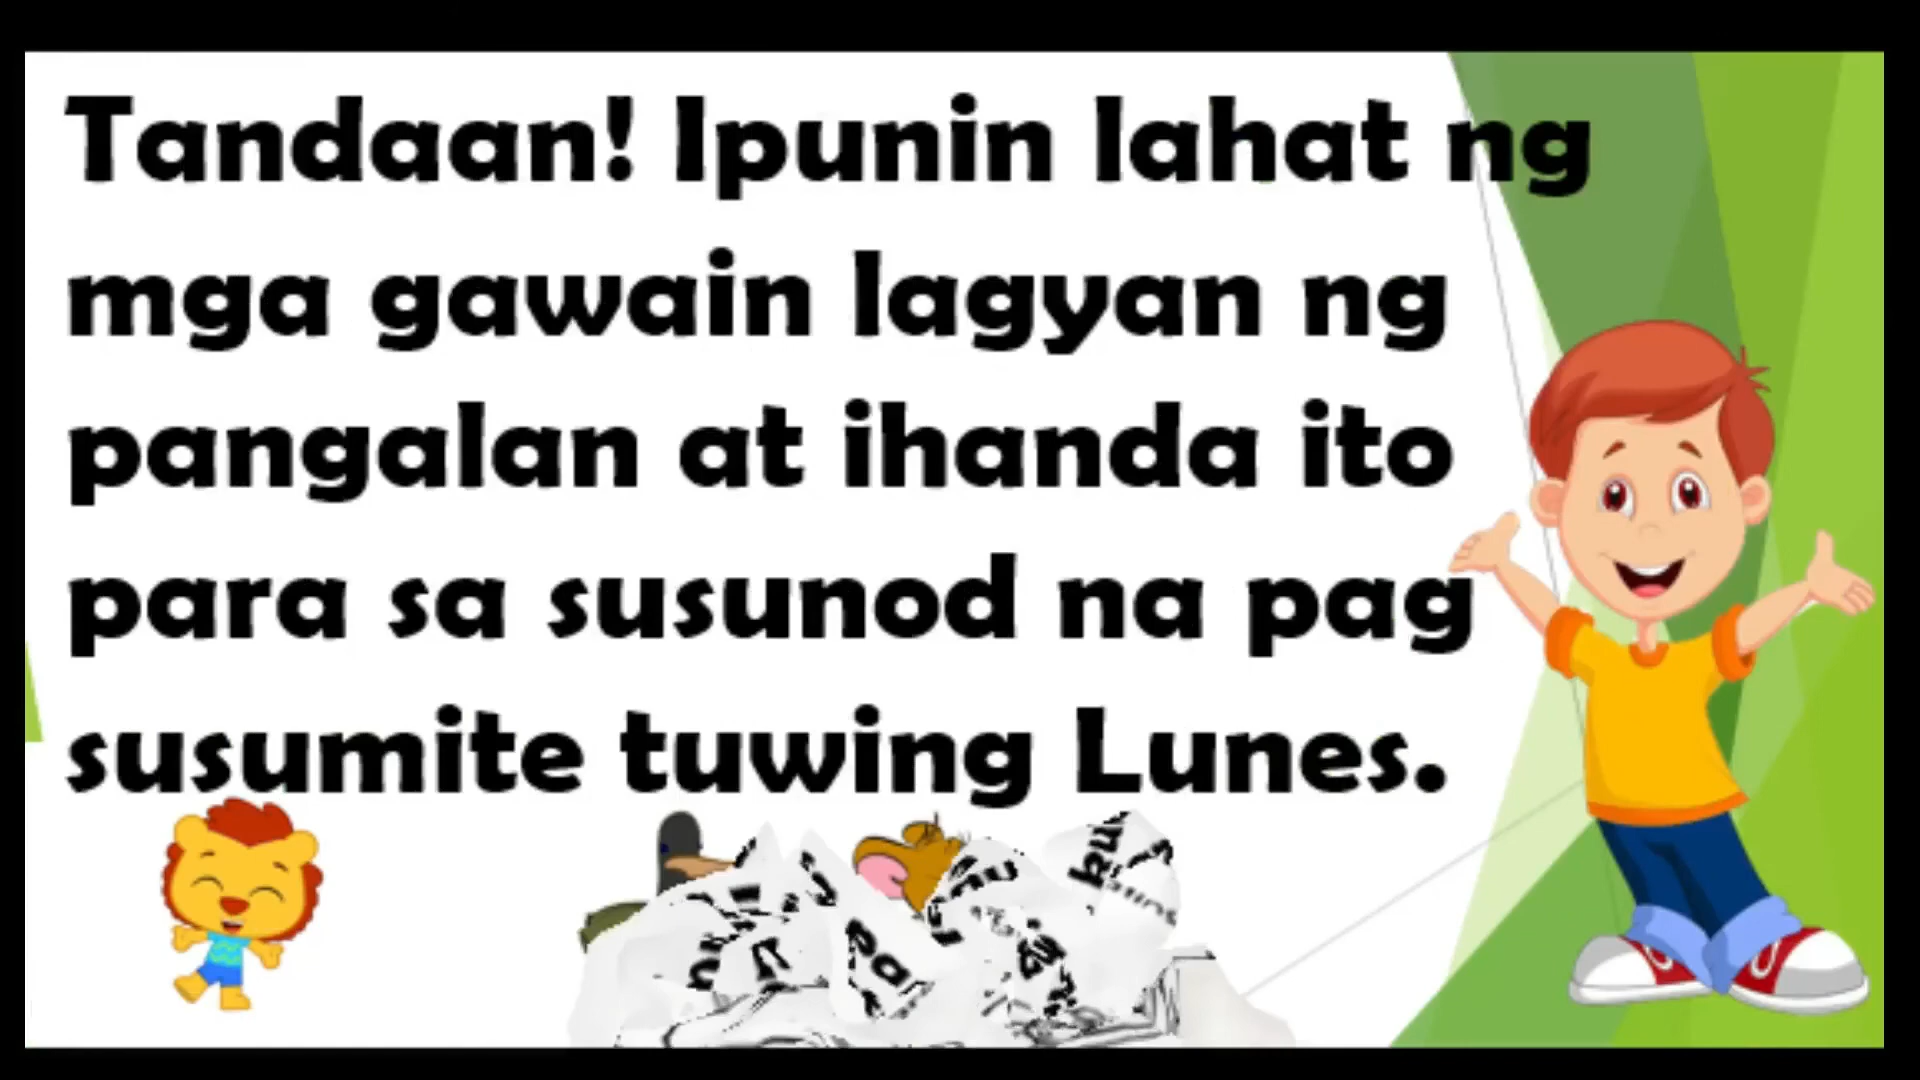 Tandaan! Ipunin lahat ng
mga gawain lagyan ng
pangalan at ihanda ito
para sa susunod na pag
susumite tuwing Lunes.